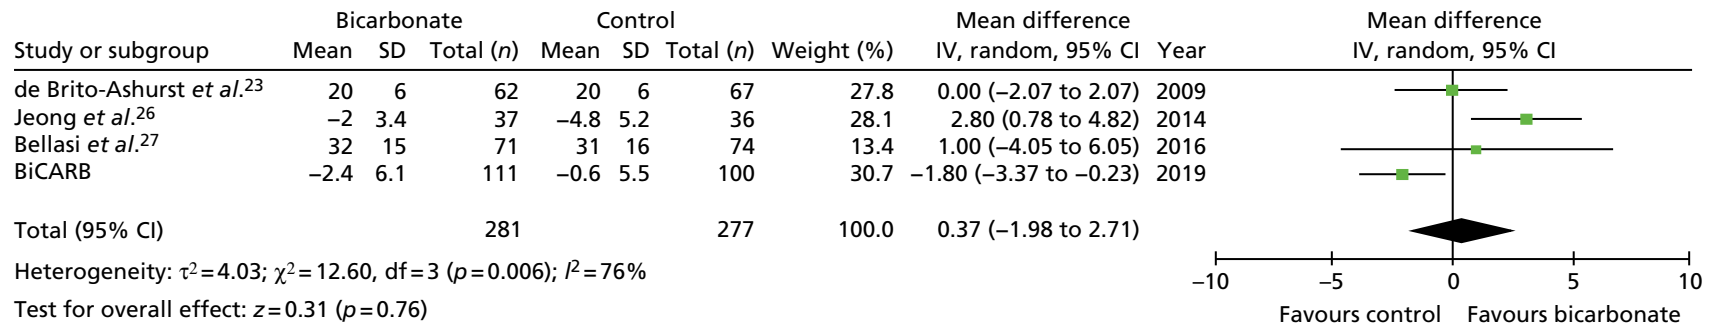 Bicarbonate Control Mean difference Mean difference
Study or subgroup Mean SD Total (n) Mean SD Total (n) Weight (%) IV, random, 95% CI Year IV, random, 95% CI
de Brito-Ashurst et al.23 20 6 62 20 6 67 27.8 0.00 (−2.07 to 2.07) 2009
Jeong et al.26 −2 3.4 37 −4.8 5.2 36 28.1 2.80 (0.78 to 4.82) 2014
Bellasi et al.27 32 15 71 31 16 74 13.4 1.00 (−4.05 to 6.05) 2016
BiCARB −2.4 6.1 111 −0.6 5.5 100 30.7 −1.80 (−3.37 to −0.23) 2019
Total (95% CI) 281 277 100.0 0.37 (−1.98 to 2.71)
Heterogeneity: τ2=4.03; χ2=12.60, df=3 (p=0.006); I2=76%
Test for overall effect: z=0.31 (p=0.76)
−10 −5 0 5 10
Favours control Favours bicarbonate